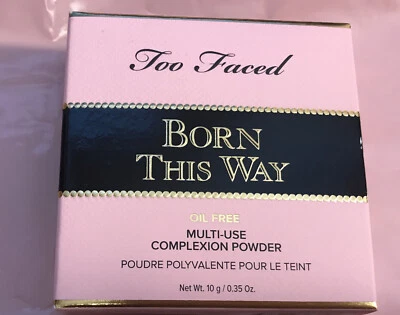 Too Faced
BORN
THIS WAY
OIL FREE
MULTI-USE
COMPLEXION POWDER
POUDRE POLYVALENTE POUR LE TEINT
Net Wt. 10 g / 0.35 Oz.